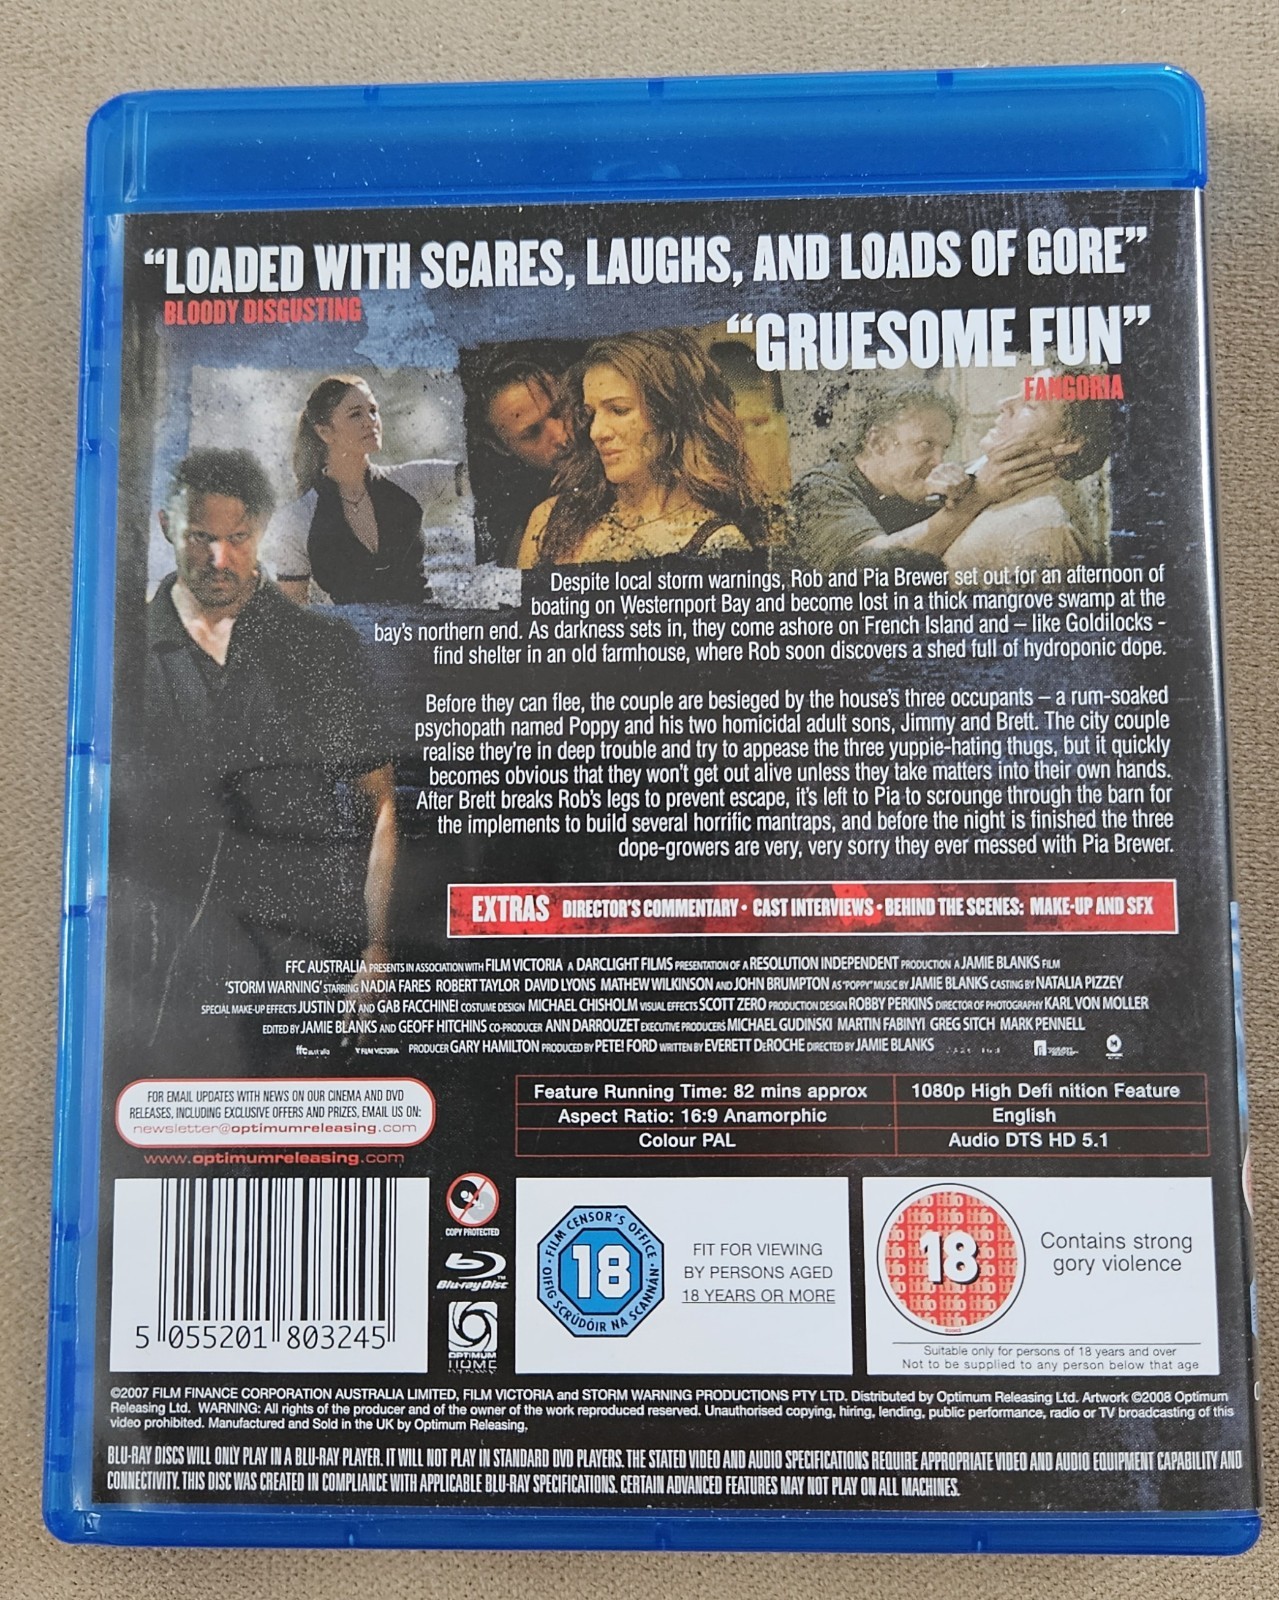 “LOADED WITH SCARES, LAUGHS, AND LOADS OF GORE”
BLOODY DISGUSTING
“GRUESOME FUN”
FANGORIA
Despite local storm warnings, Rob and Pia Brewer set out for an afternoon of
boating on Westernport Bay and become lost in a thick mangrove swamp at the
bay's northern end. As darkness sets in, they come ashore on French Island and – like Goldilocks -
find shelter in an old farmhouse, where Rob soon discovers a shed full of hydroponic dope.
Before they can flee, the couple are besieged by the house's three occupants – a rum-soaked
psychopath named Poppy and his two homicidal adult sons, Jimmy and Brett. The city couple
realise they're in deep trouble and try to appease the three yuppie-hating thugs, but it quickly
becomes obvious that they won't get out alive unless they take matters into their own hands.
After Brett breaks Rob's legs to prevent escape, it's left to Pia to scrounge through the barn for
the implements to build several horrific mantraps, and before the night is finished the three
dope-growers are very, very sorry they ever messed with Pia Brewer.
EXTRAS DIRECTOR'S COMMENTARY • CAST INTERVIEWS • BEHIND THE SCENES: MAKE-UP AND SFX
FFC AUSTRALIA PRESENTS IN ASSOCIATION WITH FILM VICTORIA A DARCLIGHT FILMS PRESENTATION OF A RESOLUTION INDEPENDENT PRODUCTION A JAMIE BLANKS FILM
'STORM WARNING' STARRING NADIA FARES ROBERT TAYLOR DAVID LYONS MATHEW WILKINSON AND JOHN BRUMPTON AS "POPPY" MUSIC BY JAMIE BLANKS CASTING BY NATALIA PIZZEY
SPECIAL MAKE-UP EFFECTS JUSTIN DIX AND GAB FACCHINEI COSTUME DESIGN MICHAEL CHISHOLM VISUAL EFFECTS SCOTT ZERO PRODUCTION DESIGN ROBBY PERKINS DIRECTOR OF PHOTOGRAPHY KARL VON MOLLER
EDITED BY JAMIE BLANKS AND GEOFF HITCHINS CO-PRODUCER ANN DARROUZET EXECUTIVE PRODUCERS MICHAEL GUDINSKI MARTIN FABINYI GREG SITCH MARK PENNELL
ffc australia FILM VICTORIA PRODUCER GARY HAMILTON PRODUCED BY PETE! FORD WRITTEN BY EVERETT DEROCHE DIRECTED BY JAMIE BLANKS
FOR EMAIL UPDATES WITH NEWS ON OUR CINEMA AND DVD
RELEASES, INCLUDING EXCLUSIVE OFFERS AND PRIZES, EMAIL US ON:
newsletter@optimumreleasing.com
www.optimumreleasing.com
Feature Running Time: 82 mins approx
1080p High Defi nition Feature
Aspect Ratio: 16:9 Anamorphic
English
Colour PAL
Audio DTS HD 5.1
5 055201 803245
COPY PROTECTED
Blu-ray Disc™
OPTIMUM
HOME
• FILM CENSOR'S OFFICE •
OIFIG SCRÚDÓIR NA SCANNÁN
18
FIT FOR VIEWING
BY PERSONS AGED
18 YEARS OR MORE
18
Contains strong
gory violence
Suitable only for persons of 18 years and over
Not to be supplied to any person below that age
©2007 FILM FINANCE CORPORATION AUSTRALIA LIMITED, FILM VICTORIA and STORM WARNING PRODUCTIONS PTY LTD. Distributed by Optimum Releasing Ltd. Artwork ©2008 Optimum
Releasing Ltd. WARNING: All rights of the producer and of the owner of the work reproduced reserved. Unauthorised copying, hiring, lending, public performance, radio or TV broadcasting of this
video prohibited. Manufactured and Sold in the UK by Optimum Releasing.
BLU-RAY DISCS WILL ONLY PLAY IN A BLU-RAY PLAYER. IT WILL NOT PLAY IN STANDARD DVD PLAYERS. THE STATED VIDEO AND AUDIO SPECIFICATIONS REQUIRE APPROPRIATE VIDEO AND AUDIO EQUIPMENT CAPABILITY AND
CONNECTIVITY. THIS DISC WAS CREATED IN COMPLIANCE WITH APPLICABLE BLU-RAY SPECIFICATIONS. CERTAIN ADVANCED FEATURES MAY NOT PLAY ON ALL MACHINES.